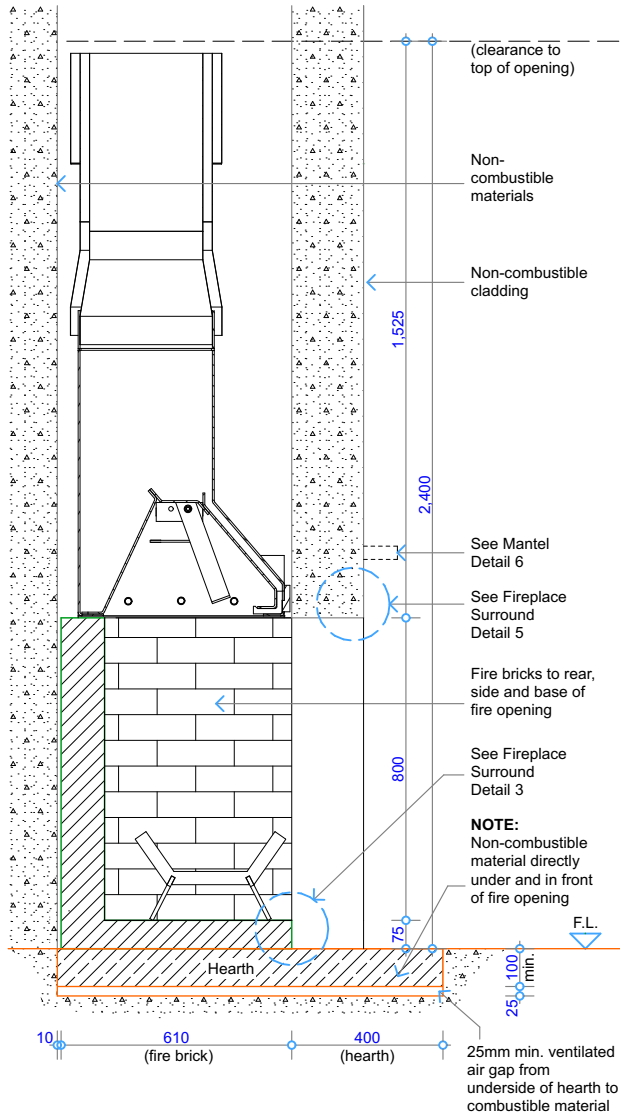 (clearance to
top of opening)
Non-
combustible
materials
Non-combustible
cladding
1,525
2,400
See Mantel
Detail 6
See Fireplace
Surround
Detail 5
Fire bricks to rear,
side and base of
fire opening
800
See Fireplace
Surround
Detail 3
NOTE:
Non-combustible
material directly
under and in front
of fire opening
75
F.L.
Hearth
100
min.
25
10
610
(fire brick)
400
(hearth)
25mm min. ventilated
air gap from
underside of hearth to
combustible material